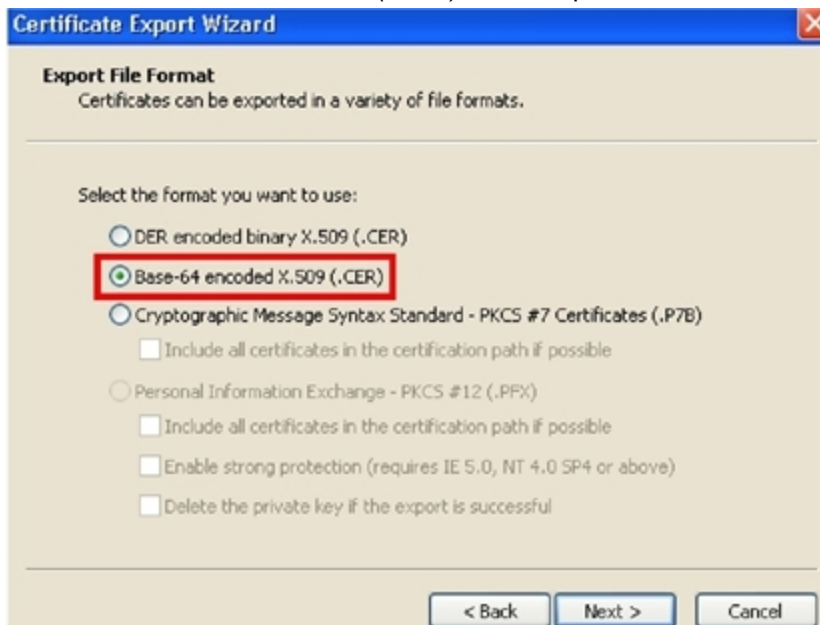 Certificate Export Wizard
Export File Format
Certificates can be exported in a variety of file formats.
Select the format you want to use:
DER encoded binary X.509 (.CER)
Base-64 encoded X.509 (.CER)
Cryptographic Message Syntax Standard - PKCS #7 Certificates (.P7B)
Include all certificates in the certification path if possible
Personal Information Exchange - PKCS #12 (.PFX)
Include all certificates in the certification path if possible
Enable strong protection (requires IE 5.0, NT 4.0 SP4 or above)
Delete the private key if the export is successful
< Back Next > Cancel